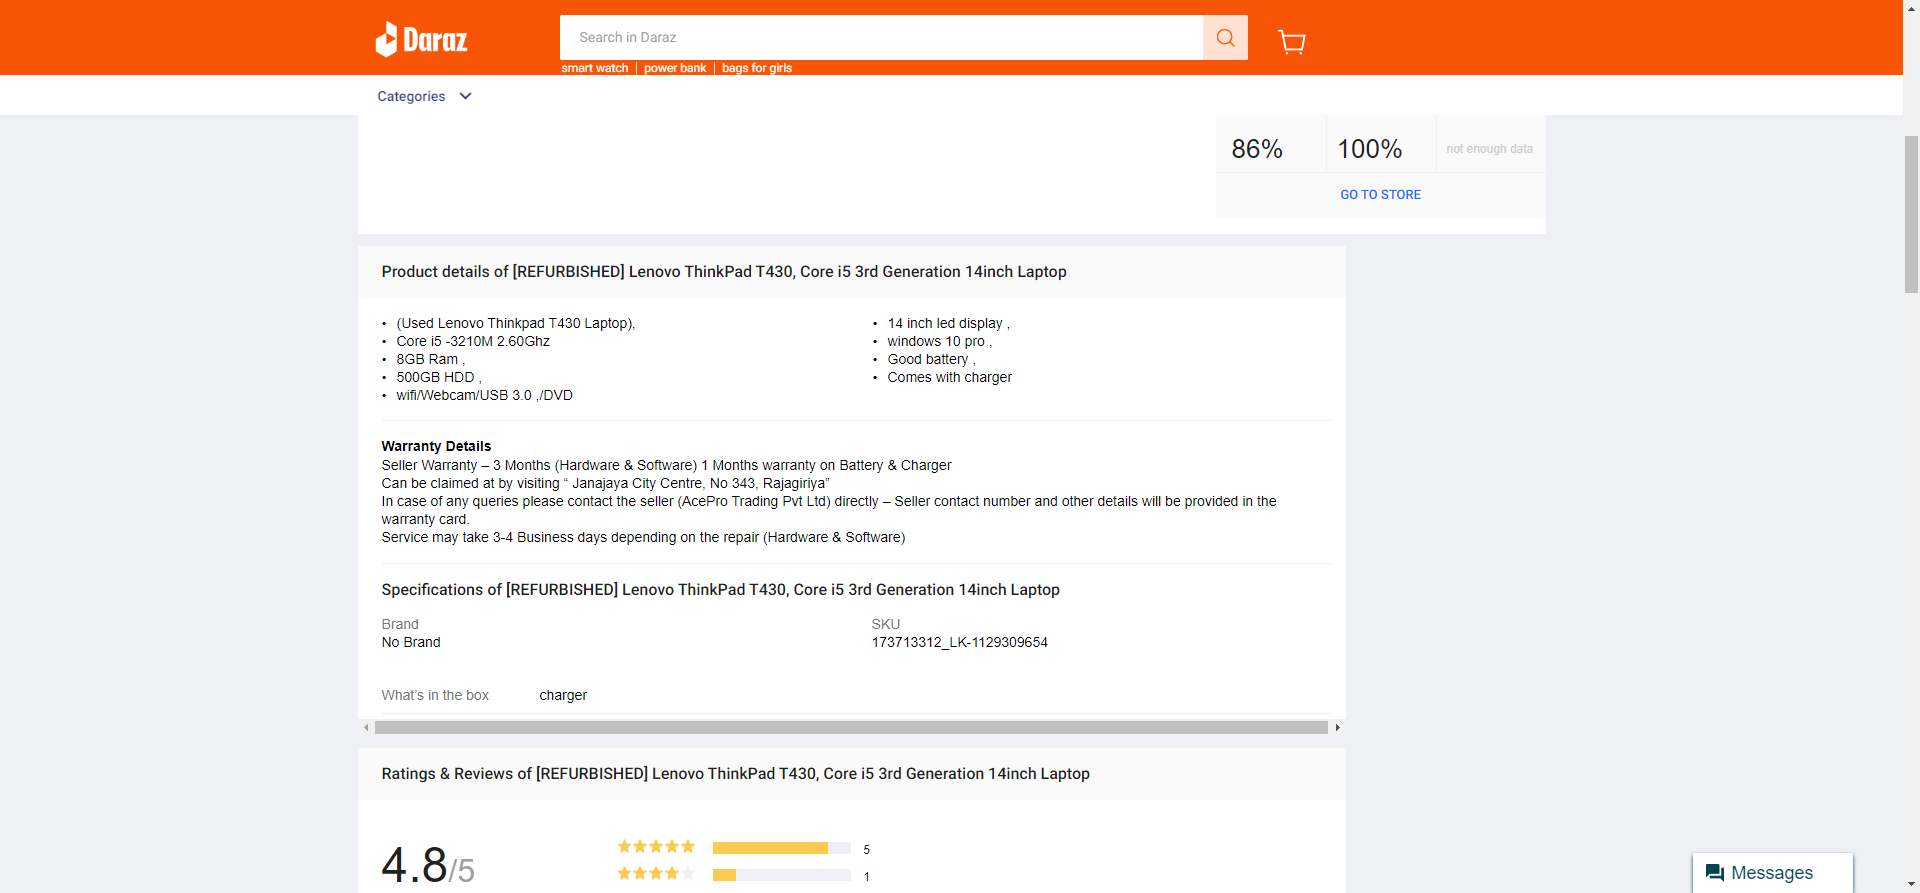 Daraz
Search in Daraz
smart watch | power bank | bags for girls
Categories
86%
100%
not enough data
GO TO STORE
Product details of [REFURBISHED] Lenovo ThinkPad T430, Core i5 3rd Generation 14inch Laptop
• (Used Lenovo Thinkpad T430 Laptop),
• Core i5 -3210M 2.60Ghz
• 8GB Ram ,
• 500GB HDD ,
• wifi/Webcam/USB 3.0 ,/DVD
• 14 inch led display ,
• windows 10 pro ,
• Good battery ,
• Comes with charger
Warranty Details
Seller Warranty – 3 Months (Hardware & Software) 1 Months warranty on Battery & Charger
Can be claimed at by visiting “ Janajaya City Centre, No 343, Rajagiriya”
In case of any queries please contact the seller (AcePro Trading Pvt Ltd) directly – Seller contact number and other details will be provided in the
warranty card.
Service may take 3-4 Business days depending on the repair (Hardware & Software)
Specifications of [REFURBISHED] Lenovo ThinkPad T430, Core i5 3rd Generation 14inch Laptop
Brand
No Brand
SKU
173713312_LK-1129309654
What's in the box
charger
Ratings & Reviews of [REFURBISHED] Lenovo ThinkPad T430, Core i5 3rd Generation 14inch Laptop
4.8/5
5
1
Messages